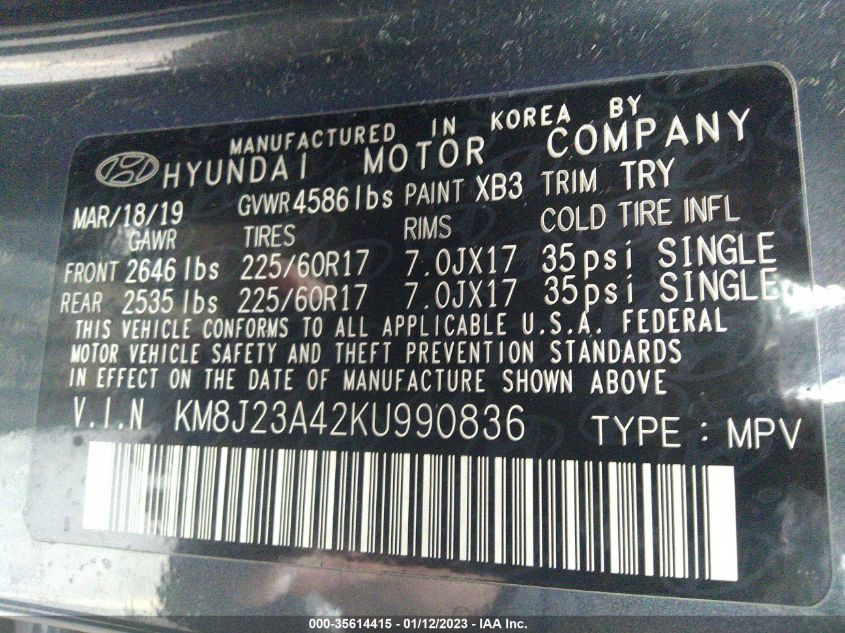 MANUFACTURED IN KOREA BY
HYUNDAI MOTOR COMPANY
MAR/18/19 GVWR 4586 lbs PAINT XB3 TRIM TRY
GAWR TIRES RIMS COLD TIRE INFL
FRONT 2646 lbs 225/60R17 7.0JX17 35psi SINGLE
REAR 2535 lbs 225/60R17 7.0JX17 35psi SINGLE
THIS VEHICLE CONFORMS TO ALL APPLICABLE U.S.A. FEDERAL
MOTOR VEHICLE SAFETY AND THEFT PREVENTION STANDARDS
IN EFFECT ON THE DATE OF MANUFACTURE SHOWN ABOVE
V.I.N KM8J23A42KU990836 TYPE : MPV
000-35614415 - 01/12/2023 - IAA Inc.